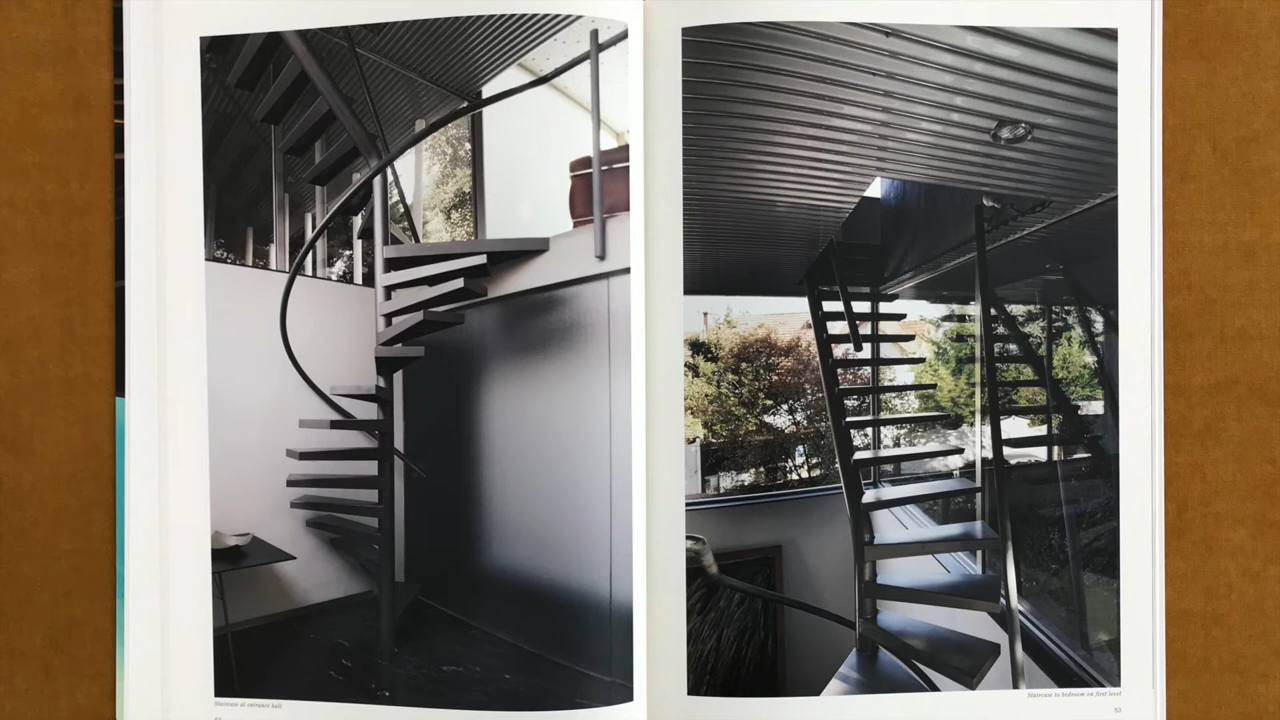 Staircase at entrance hall
Staircase to bedroom on first level
53